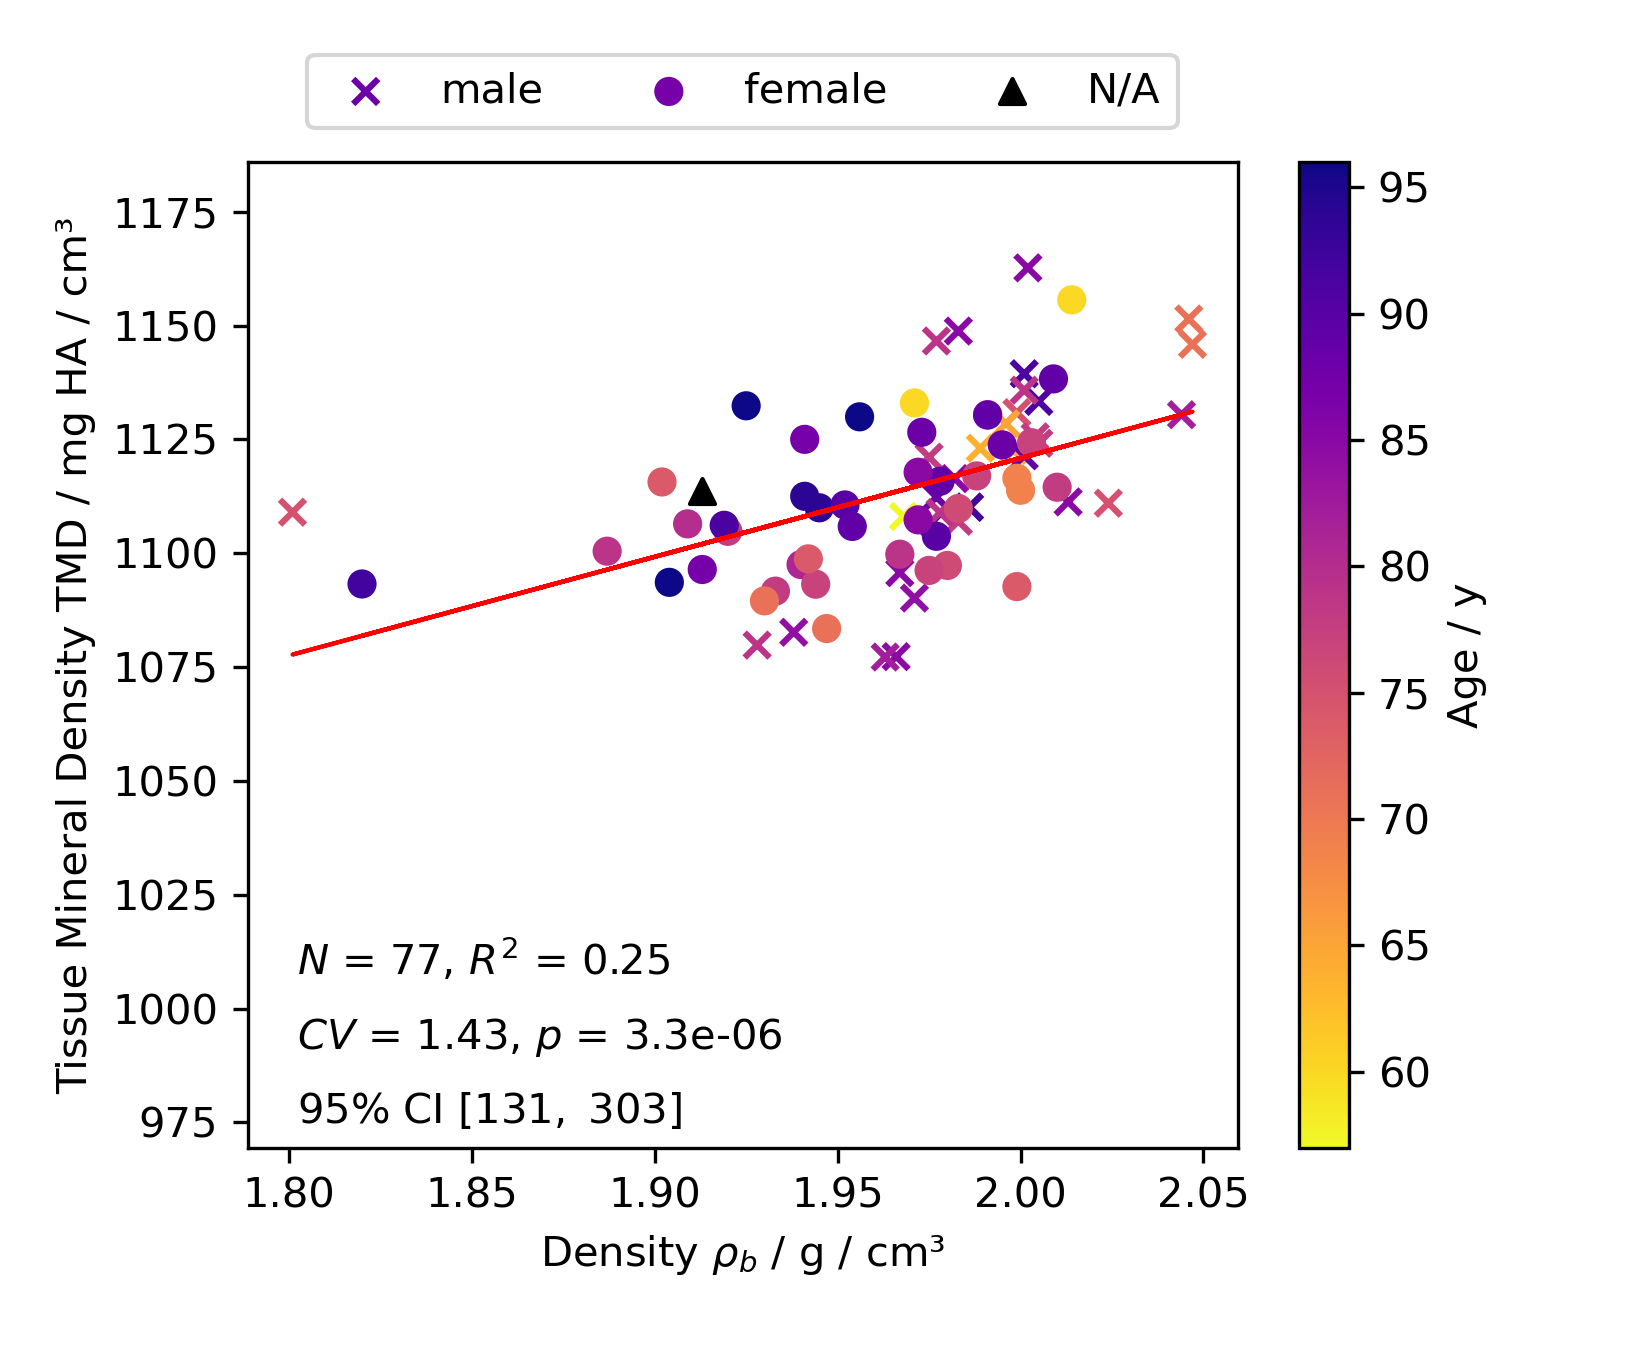 male female N/A
Tissue Mineral Density TMD / mg HA / cm³
1175
1150
1125
1100
1075
1050
1025
1000
975
N = 77, R² = 0.25
CV = 1.43, p = 3.3e-06
95% CI [131, 303]
1.80 1.85 1.90 1.95 2.00 2.05
Density ρb / g / cm³
95
90
85
80
75
70
65
60
Age / y